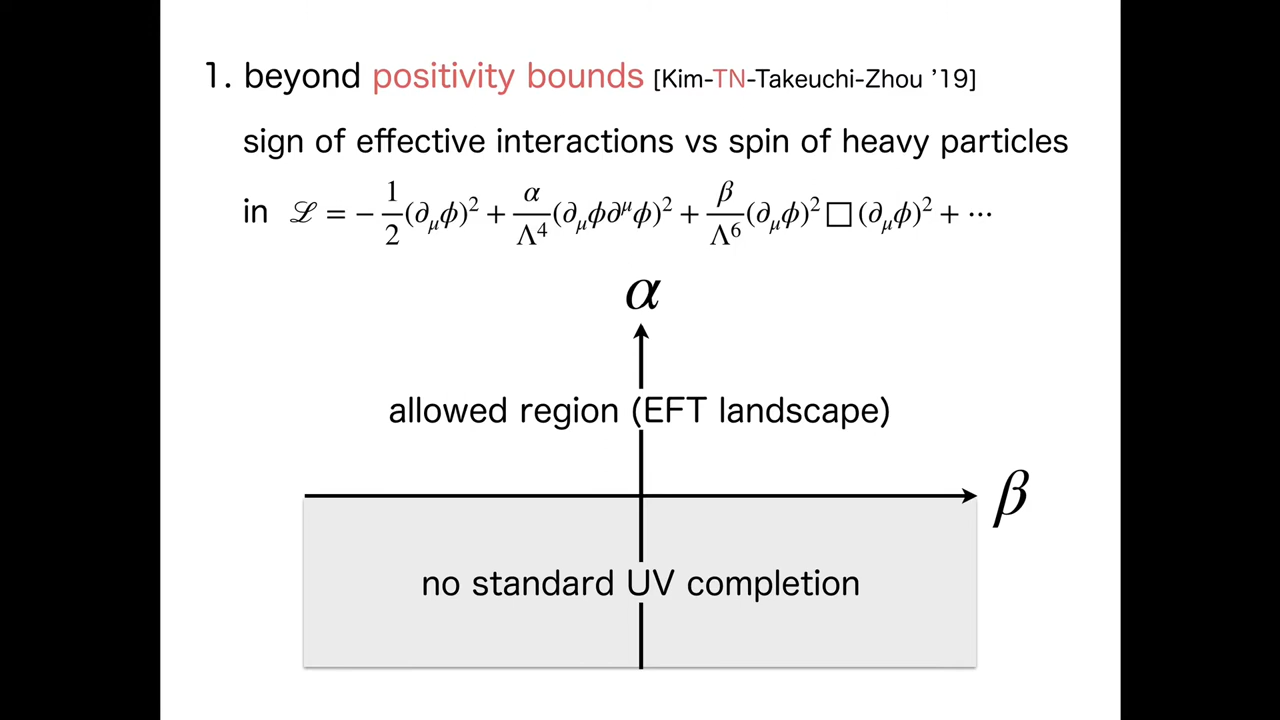 1. beyond positivity bounds [Kim-TN-Takeuchi-Zhou ’19]
sign of effective interactions vs spin of heavy particles
in ℒ = − 1/2 (∂_μϕ)² + α/Λ⁴ (∂_μϕ∂^μϕ)² + β/Λ⁶ (∂_μϕ)² □ (∂_μϕ)² + ⋯
α
allowed region (EFT landscape)
β
no standard UV completion